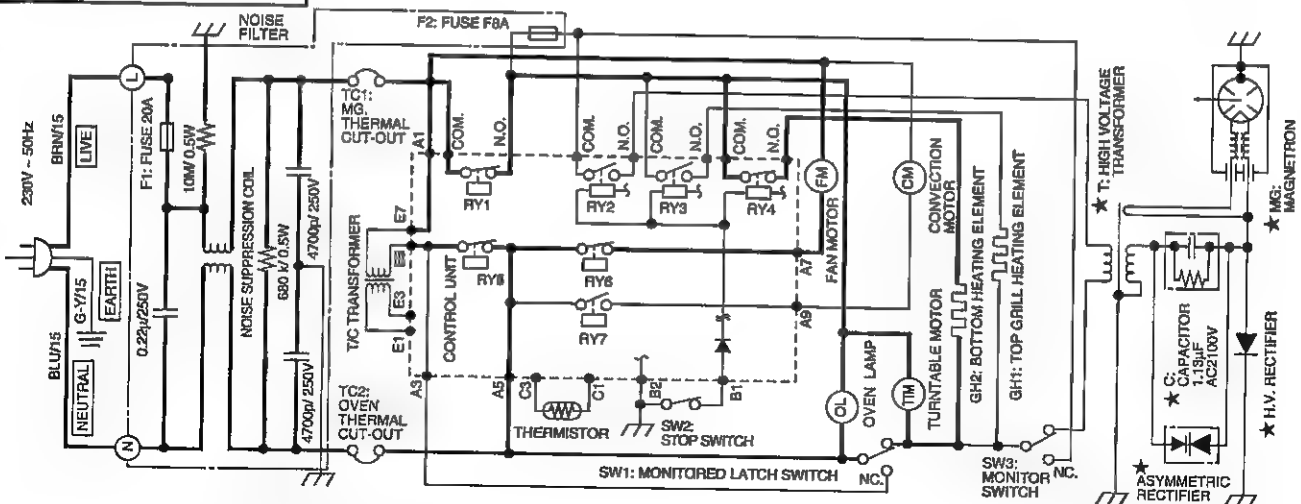 NOISE
FILTER
F2: FUSE F8A
230V ~ 50Hz
BRN/15
LIVE
L
F1: FUSE 20A
10M/ 0.5W
G-Y/15
EARTH
BLU/15
NEUTRAL
N
0.22µ/250V
NOISE SUPPRESSION COIL
680 k/ 0.5W
4700p/ 250V
4700p/ 250V
TC1:
MG.
THERMAL
CUT-OUT
TC2:
OVEN
THERMAL
CUT-OUT
T/C TRANSFORMER
CONTROL UNIT
A1
COM.
N.O.
COM.
N.O.
COM.
N.O.
COM.
N.O.
RY1
RY2
RY3
RY4
RY5
RY6
RY7
E7
E3
E1
A3
A5
C3
C1
B2
B1
A7
A9
THERMISTOR
SW2:
STOP SWITCH
FM
FAN MOTOR
CM
CONVECTION
MOTOR
OL
OVEN LAMP
TTM
TURNTABLE MOTOR
GH2: BOTTOM HEATING ELEMENT
GH1: TOP GRILL HEATING ELEMENT
SW1: MONITORED LATCH SWITCH
NC.
SW3:
MONITOR
SWITCH
NC.
★ T: HIGH VOLTAGE
TRANSFORMER
★ MG:
MAGNETRON
★ C:
CAPACITOR
1.13µF
AC2100V
★ H.V. RECTIFIER
★
ASYMMETRIC
RECTIFIER